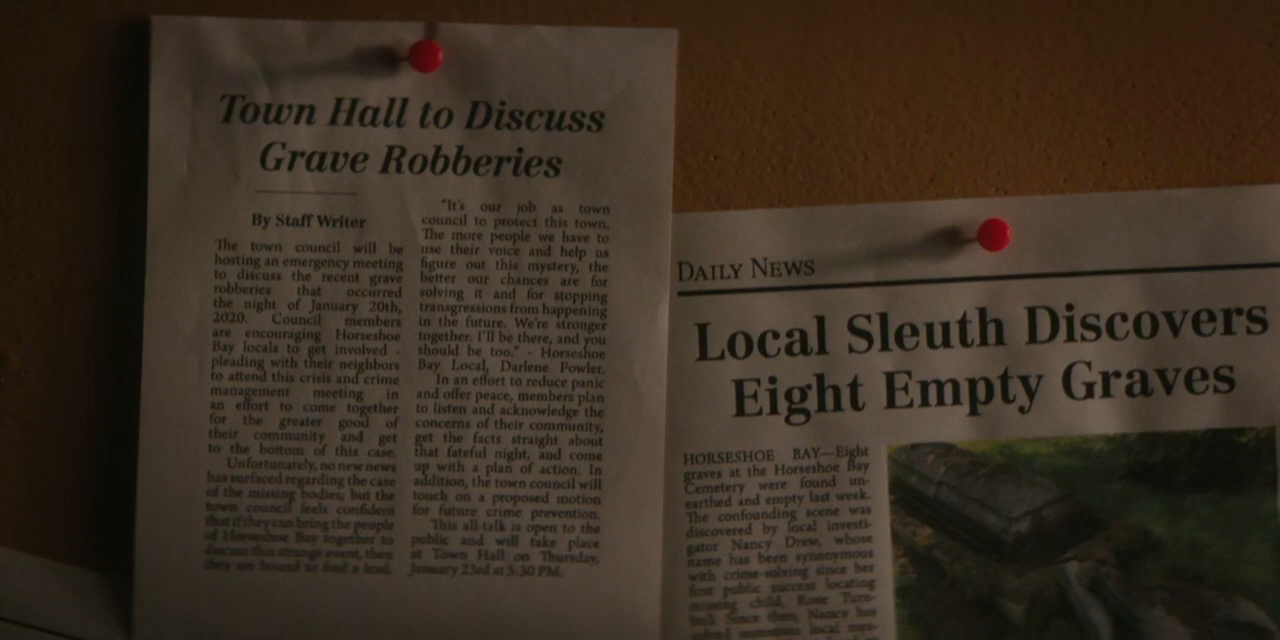 Town Hall to Discuss
Grave Robberies
By Staff Writer
The town council will be
hosting an emergency meeting
to discuss the recent grave
robberies that occurred
the night of January 20th,
2020. Council members
are encouraging Horseshoe
Bay locals to get involved -
pleading with their neighbors
to attend this crisis and crime
management meeting in
an effort to come together
for the greater good of
their community and get
to the bottom of this case.
Unfortunately, no new news
has surfaced regarding the case
of the missing bodies; but the
town council feels confident
that if they can bring the people
of Horseshoe Bay together to
discuss this strange event, then
they are bound to find a lead.
"It's our job as town
council to protect this town.
The more people we have to
use their voice and help us
figure out this mystery, the
better our chances are for
solving it and for stopping
transgressions from happening
in the future. We're stronger
together. I'll be there, and you
should be too." - Horseshoe
Bay Local, Darlene Fowler.
In an effort to reduce panic
and offer peace, members plan
to listen and acknowledge the
concerns of their community,
get the facts straight about
that fateful night, and come
up with a plan of action. In
addition, the town council will
touch on a proposed motion
for future crime prevention.
This all-talk is open to the
public and will take place
at Town Hall on Thursday,
January 23rd at 5:30 PM.
DAILY NEWS
Local Sleuth Discovers
Eight Empty Graves
HORSESHOE BAY—Eight
graves at the Horseshoe Bay
Cemetery were found un-
earthed and empty last week.
The confounding scene was
discovered by local investi-
gator Nancy Drew, whose
name has been synonymous
with crime-solving since her
first public success locating
missing child, Rose Turn-
bull. Since then, Nancy has
local